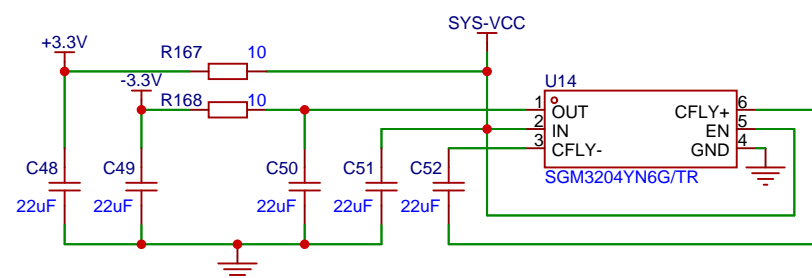 SYS-VCC
+3.3V R167 10
-3.3V
R168 10
U14
1 OUT CFLY+ 6
2 IN EN 5
3 CFLY- GND 4
SGM3204YN6G/TR
C48 C49 C50 C51 C52
22uF 22uF 22uF 22uF 22uF